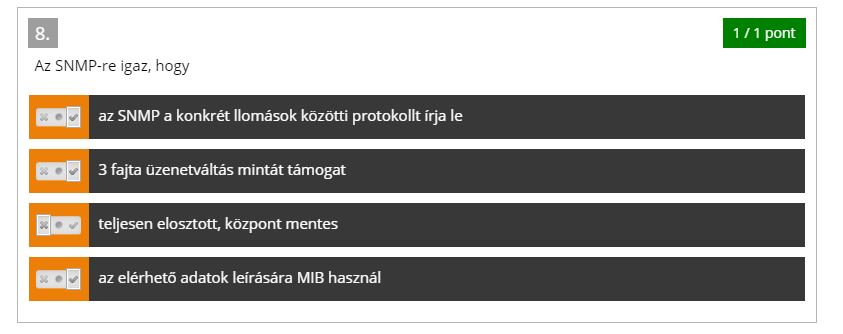 8.
1 / 1 pont
Az SNMP-re igaz, hogy
az SNMP a konkrét llomások közötti protokollt írja le
3 fajta üzenetváltás mintát támogat
teljesen elosztott, központ mentes
az elérhető adatok leírására MIB használ